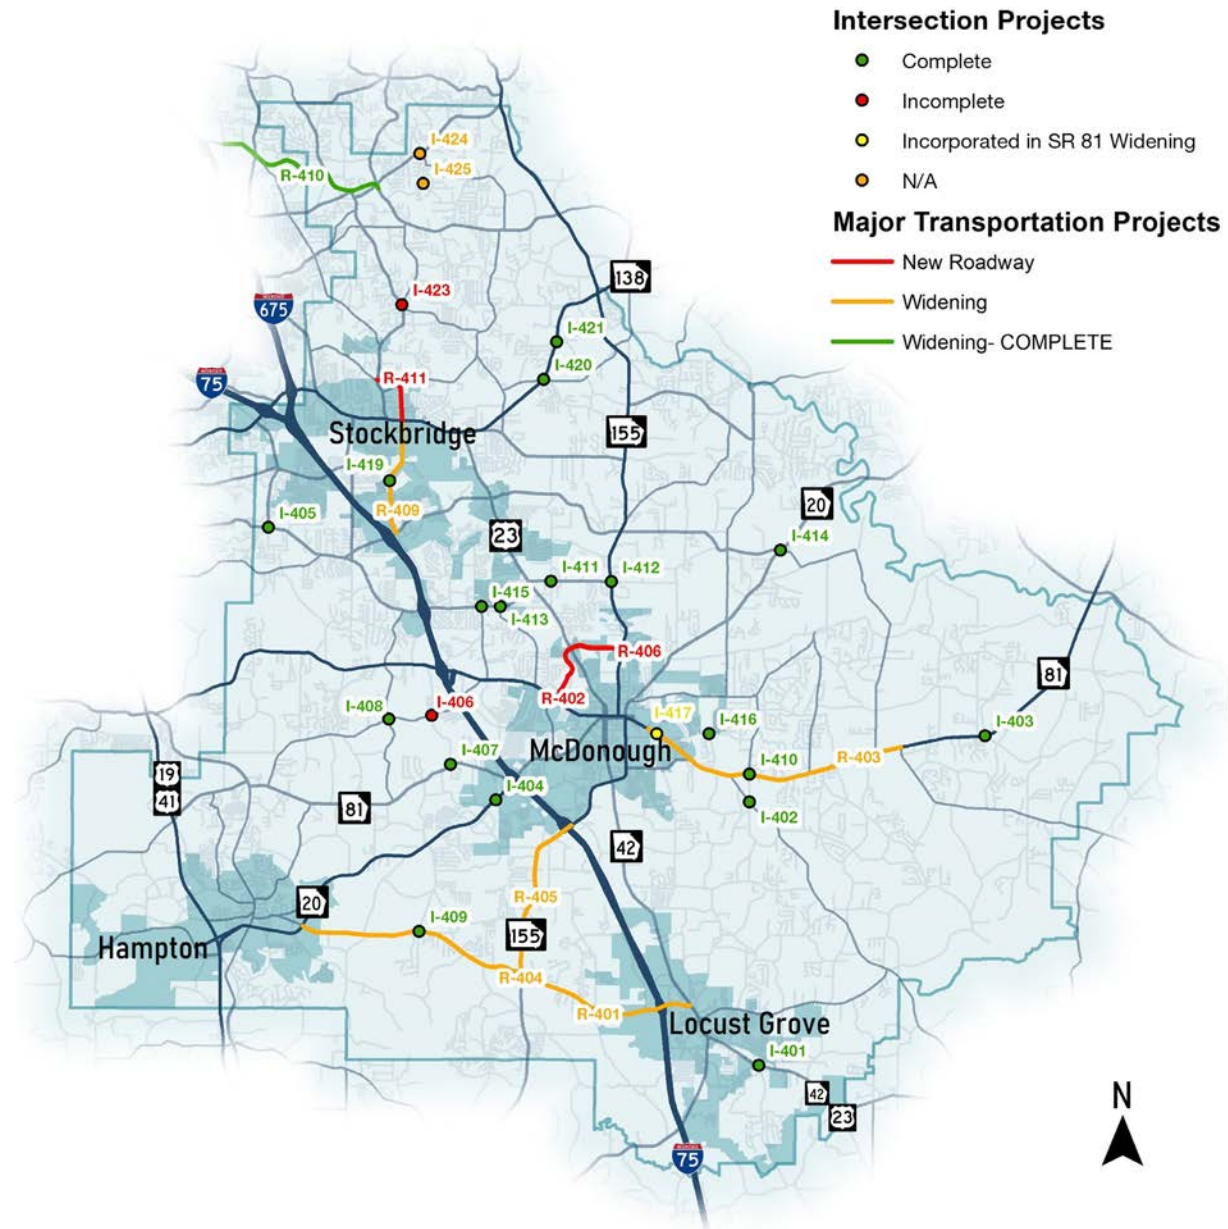 Intersection Projects
Complete
Incomplete
Incorporated in SR 81 Widening
N/A
Major Transportation Projects
New Roadway
Widening
Widening- COMPLETE
I-424
I-425
R-410
138
I-423
675
I-421
I-420
75
R-411
155
Stockbridge
I-419
20
R-409
I-405
23
I-414
I-411
I-412
I-415
I-413
R-406
81
R-402
I-406
I-408
I-417
I-416
I-403
McDonough
I-407
R-403
I-410
19
41
I-404
81
I-402
42
R-405
20
I-409
155
Hampton
R-404
R-401
Locust Grove
I-401
42
23
N
75